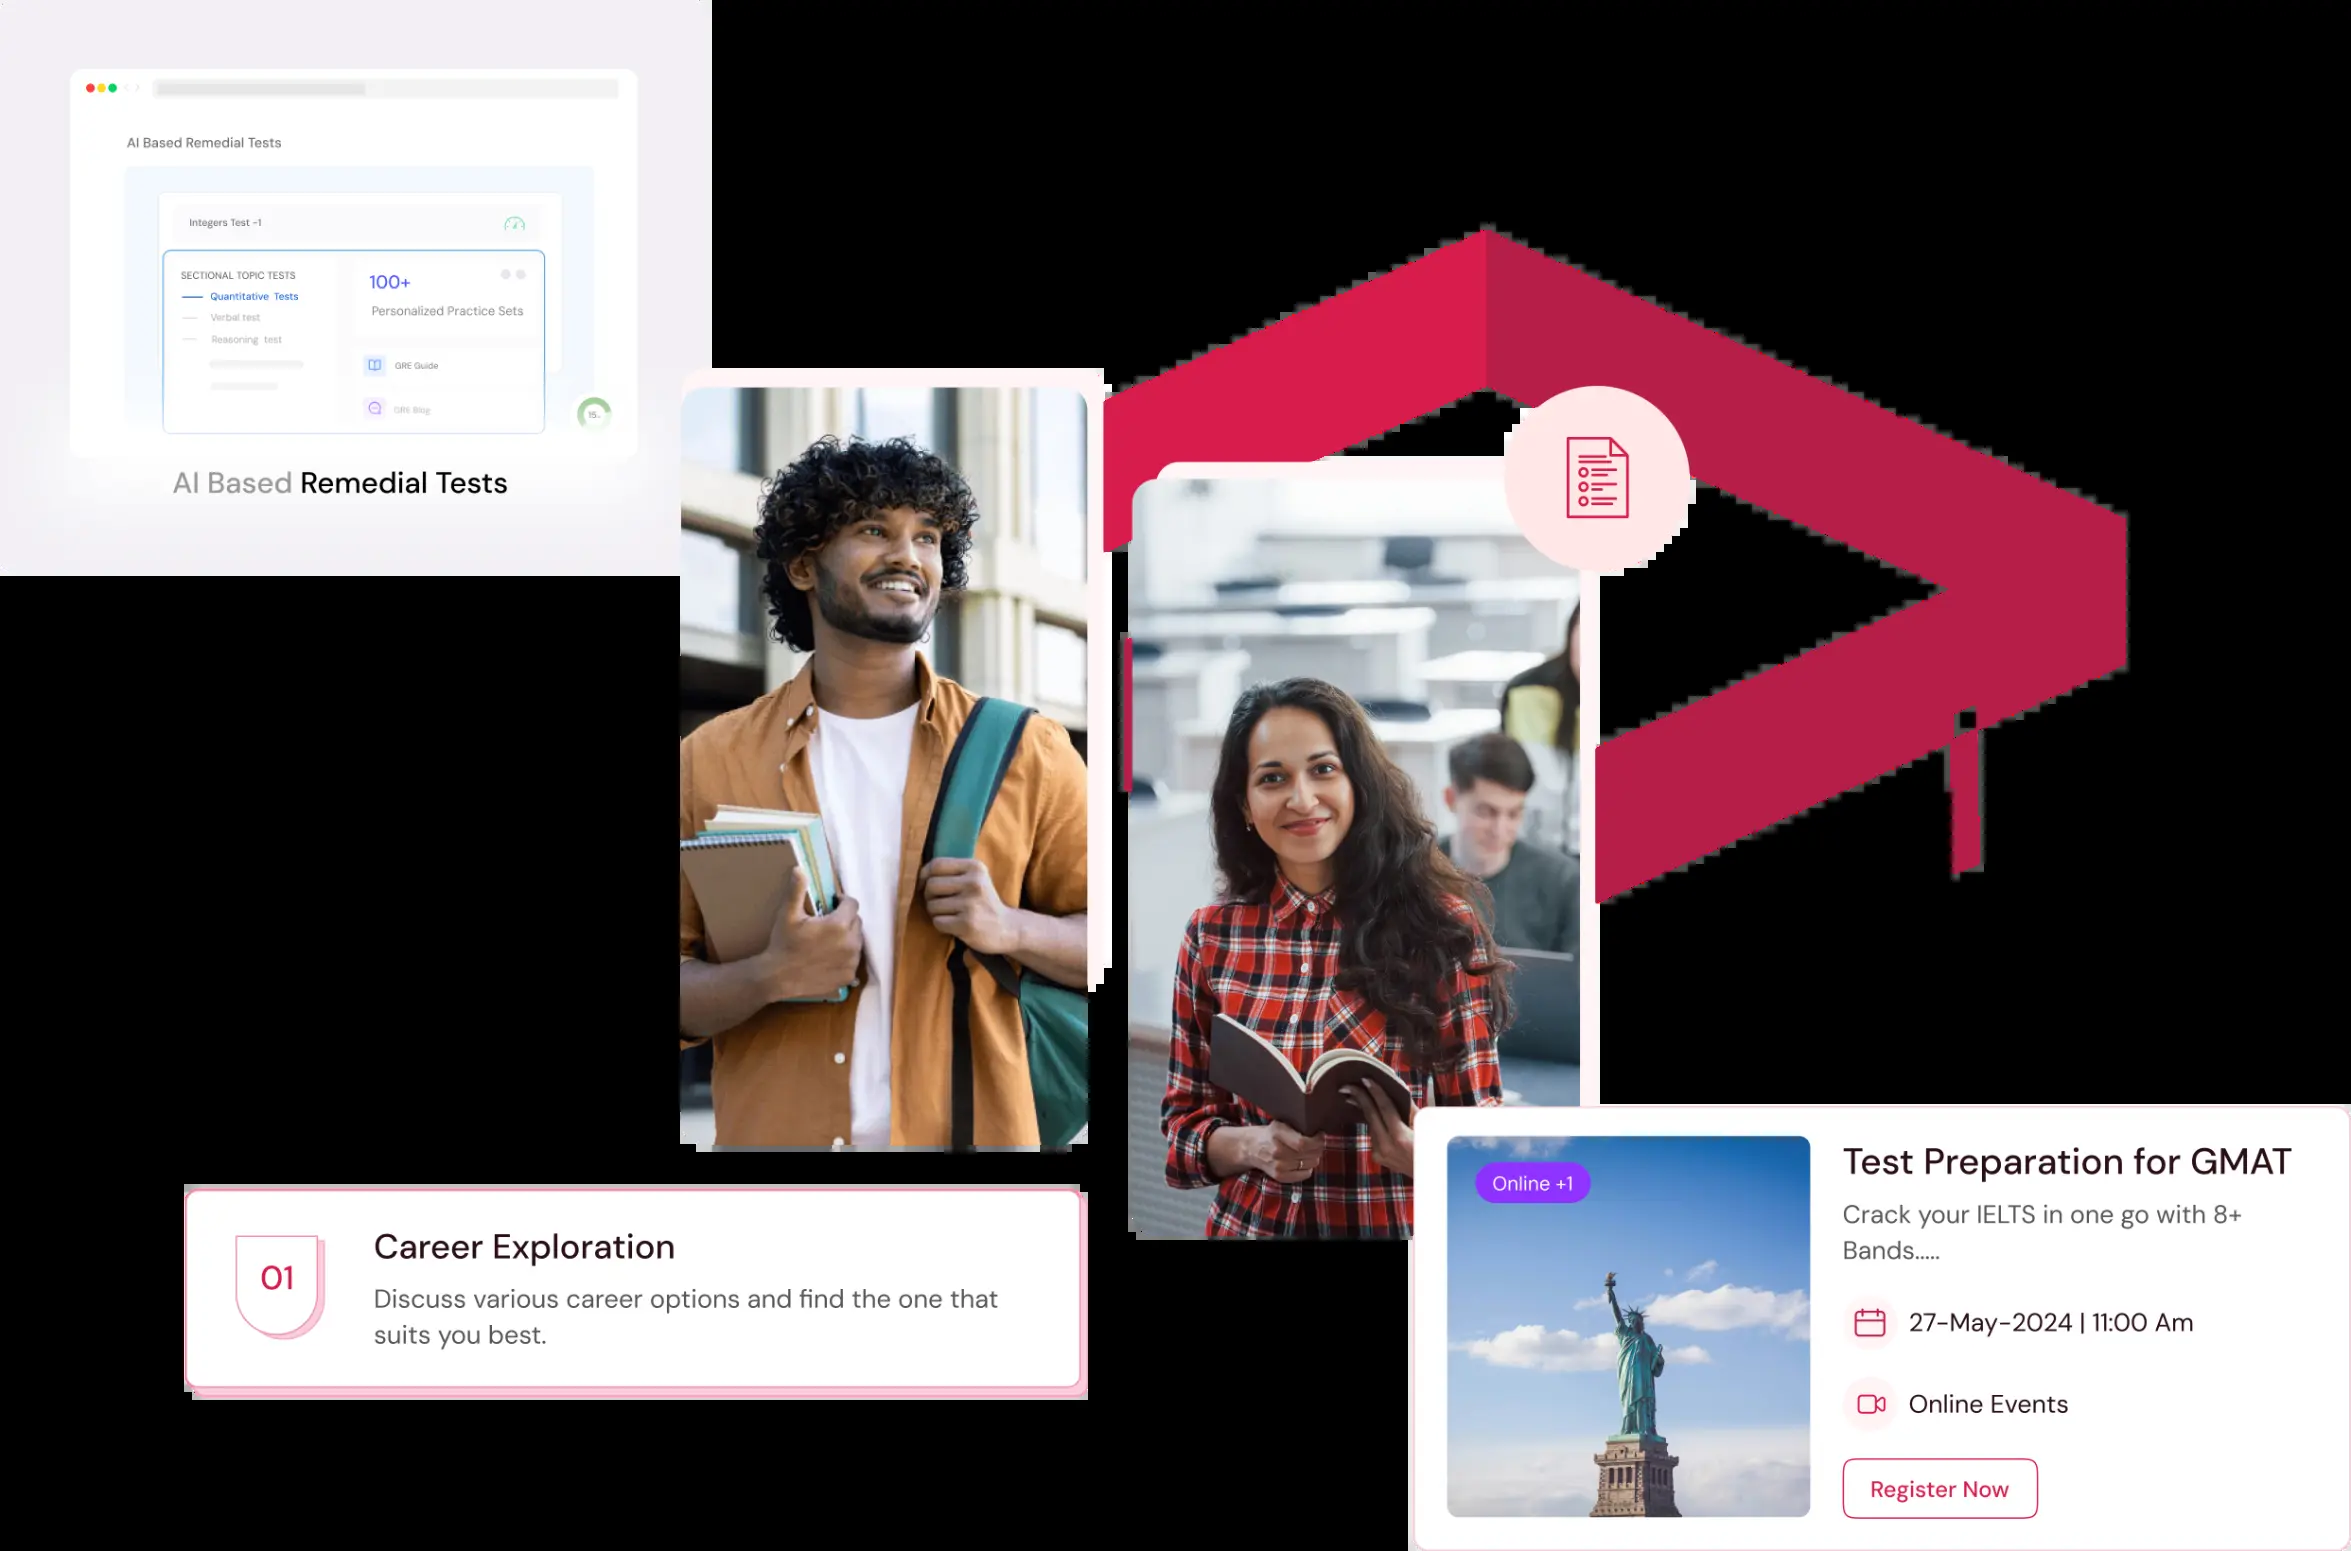 AI Based Remedial Tests
Integers Test -1
SECTIONAL TOPIC TESTS
Quantitative Tests
Verbal test
Reasoning test
100+
Personalized Practice Sets
GRE Guide
GRE Blog
15
AI Based Remedial Tests
01
Career Exploration
Discuss various career options and find the one that
suits you best.
Online +1
Test Preparation for GMAT
Crack your IELTS in one go with 8+
Bands.....
27-May-2024 | 11:00 Am
Online Events
Register Now